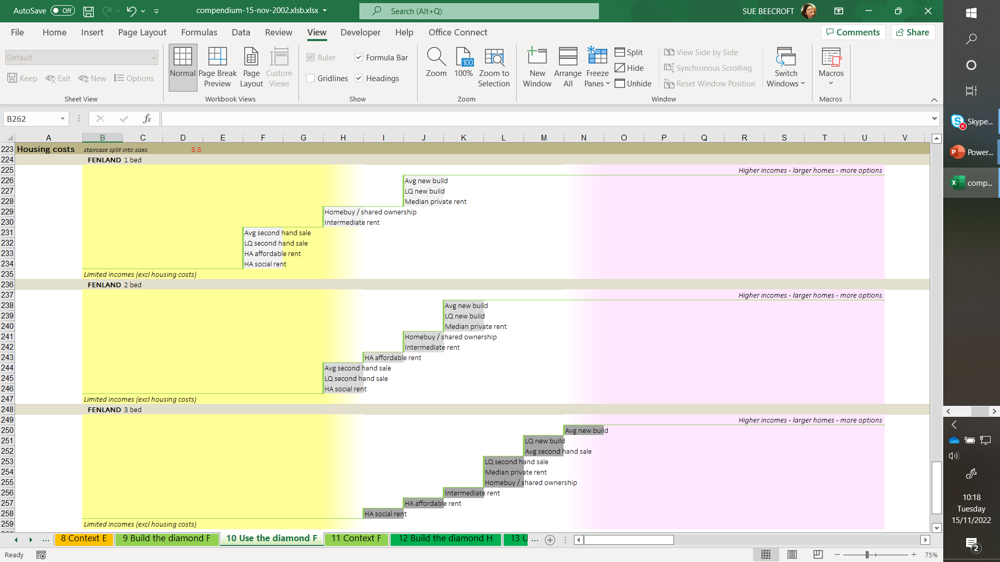 AutoSave Off compendium-15-nov-2002.xlsb.xlsx Search (Alt+Q) SUE BEECROFT
File Home Insert Page Layout Formulas Data Review View Developer Help Office Connect Comments Share
Default
Keep Exit New Options
Sheet View
Normal Page Break Preview Page Layout Custom Views
Workbook Views
Ruler Formula Bar
Gridlines Headings
Show
Zoom 100% Zoom to Selection
Zoom
New Window Arrange All Freeze Panes
Split
Hide
Unhide
View Side by Side
Synchronous Scrolling
Reset Window Position
Switch Windows
Window
Macros
Macros
B262 fx
A B C D E F G H I J K L M N O P Q R S T U V
223 Housing costs staircase split into sizes 3.5
224 FENLAND 1 bed
225 Higher incomes - larger homes - more options
226 Avg new build
227 LQ new build
228 Median private rent
229 Homebuy / shared ownership
230 Intermediate rent
231 Avg second hand sale
232 LQ second hand sale
233 HA affordable rent
234 HA social rent
235 Limited incomes (excl housing costs)
236 FENLAND 2 bed
237 Higher incomes - larger homes - more options
238 Avg new build
239 LQ new build
240 Median private rent
241 Homebuy / shared ownership
242 Intermediate rent
243 HA affordable rent
244 Avg second hand sale
245 LQ second hand sale
246 HA social rent
247 Limited incomes (excl housing costs)
248 FENLAND 3 bed
249 Higher incomes - larger homes - more options
250 Avg new build
251 LQ new build
252 Avg second hand sale
253 LQ second hand sale
254 Median private rent
255 Homebuy / shared ownership
256 Intermediate rent
257 HA affordable rent
258 HA social rent
259 Limited incomes (excl housing costs)
... 8 Context E 9 Build the diamond F 10 Use the diamond F 11 Context F 12 Build the diamond H 13 U ...
Ready 75%
Skype...
Power...
comp...
10:18
Tuesday
15/11/2022
2